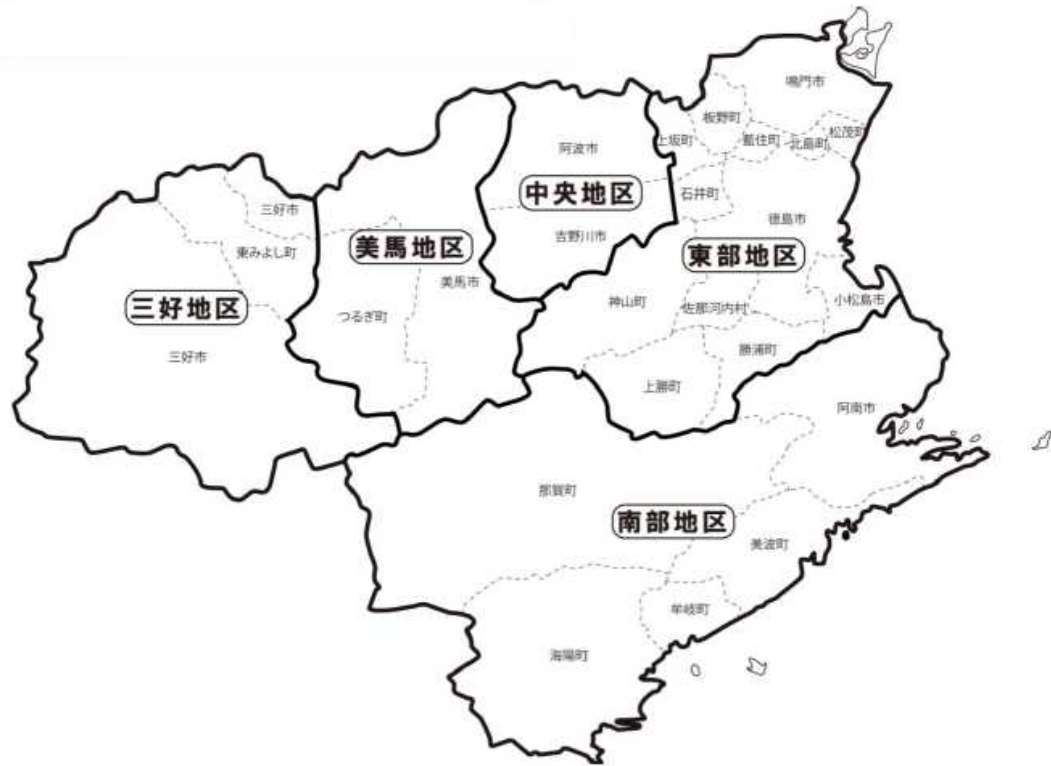 鳴門市
板野町
松茂町
上坂町
藍住町
北島町
阿波市
中央地区
石井町
三好市
徳島市
吉野川市
美馬地区
東みよし町
東部地区
美馬市
三好地区
神山町
佐那河内村
小松島市
つるぎ町
勝浦町
三好市
上勝町
阿南市
那賀町
南部地区
美波町
牟岐町
海陽町